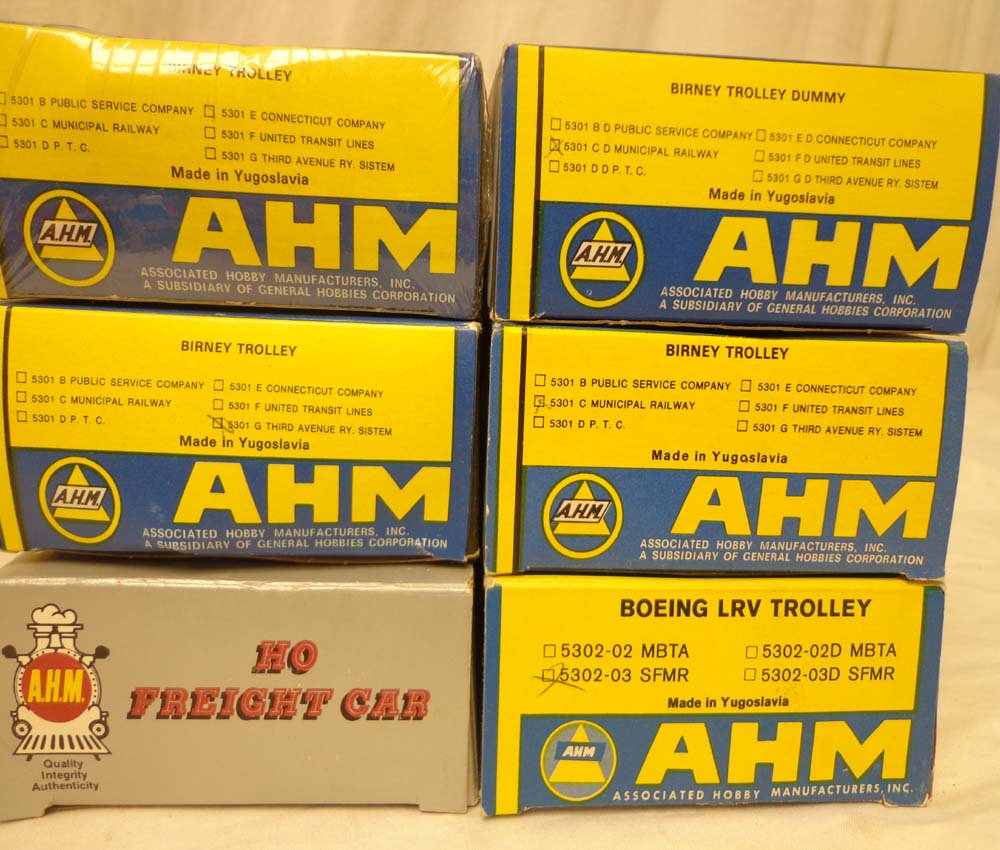 BIRNEY TROLLEY
5301 B PUBLIC SERVICE COMPANY
5301 C MUNICIPAL RAILWAY
5301 D P. T. C.
5301 E CONNECTICUT COMPANY
5301 F UNITED TRANSIT LINES
5301 G THIRD AVENUE RY. SISTEM
Made in Yugoslavia
A.H.M.
AHM
ASSOCIATED HOBBY MANUFACTURERS, INC.
A SUBSIDIARY OF GENERAL HOBBIES CORPORATION
BIRNEY TROLLEY DUMMY
5301 B D PUBLIC SERVICE COMPANY
5301 C D MUNICIPAL RAILWAY
5301 D D P. T. C.
5301 E D CONNECTICUT COMPANY
5301 F D UNITED TRANSIT LINES
5301 G D THIRD AVENUE RY. SISTEM
Made in Yugoslavia
A.H.M.
AHM
ASSOCIATED HOBBY MANUFACTURERS, INC.
A SUBSIDIARY OF GENERAL HOBBIES CORPORATION
BIRNEY TROLLEY
5301 B PUBLIC SERVICE COMPANY
5301 C MUNICIPAL RAILWAY
5301 D P. T. C.
5301 E CONNECTICUT COMPANY
5301 F UNITED TRANSIT LINES
5301 G THIRD AVENUE RY. SISTEM
Made in Yugoslavia
A.H.M.
AHM
ASSOCIATED HOBBY MANUFACTURERS, INC.
A SUBSIDIARY OF GENERAL HOBBIES CORPORATION
BIRNEY TROLLEY
5301 B PUBLIC SERVICE COMPANY
5301 C MUNICIPAL RAILWAY
5301 D P. T. C.
5301 E CONNECTICUT COMPANY
5301 F UNITED TRANSIT LINES
5301 G THIRD AVENUE RY. SISTEM
Made in Yugoslavia
A.H.M.
AHM
ASSOCIATED HOBBY MANUFACTURERS, INC.
A SUBSIDIARY OF GENERAL HOBBIES CORPORATION
A.H.M.
Quality
Integrity
Authenticity
HO
FREIGHT CAR
BOEING LRV TROLLEY
5302-02 MBTA
5302-03 SFMR
5302-02D MBTA
5302-03D SFMR
Made in Yugoslavia
AHM
AHM
ASSOCIATED HOBBY MANUFACTURERS, INC.